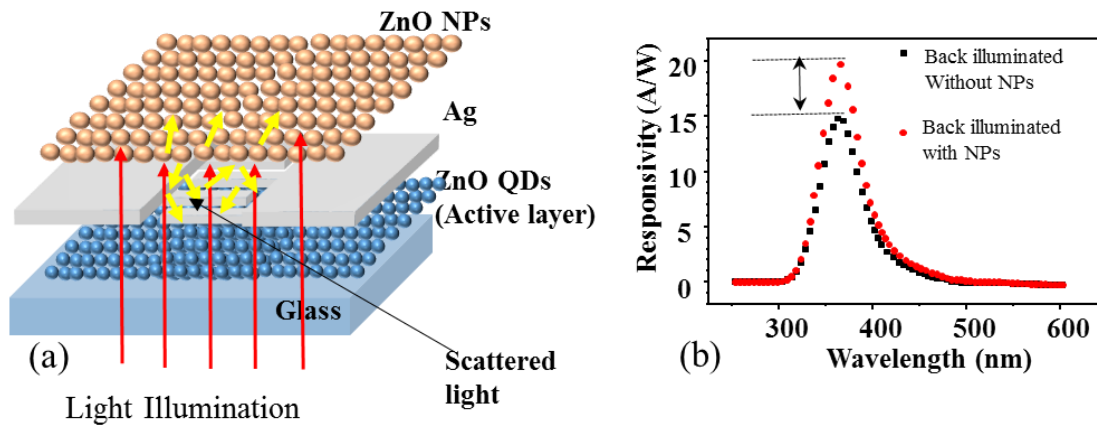 ZnO NPs
Ag
ZnO QDs
(Active layer)
Glass
(a)
Scattered
light
Light Illumination
Responsivity (A/W)
20
15
10
5
0
Back illuminated
Without NPs
Back illuminated
with NPs
300
400
500
600
(b)
Wavelength (nm)